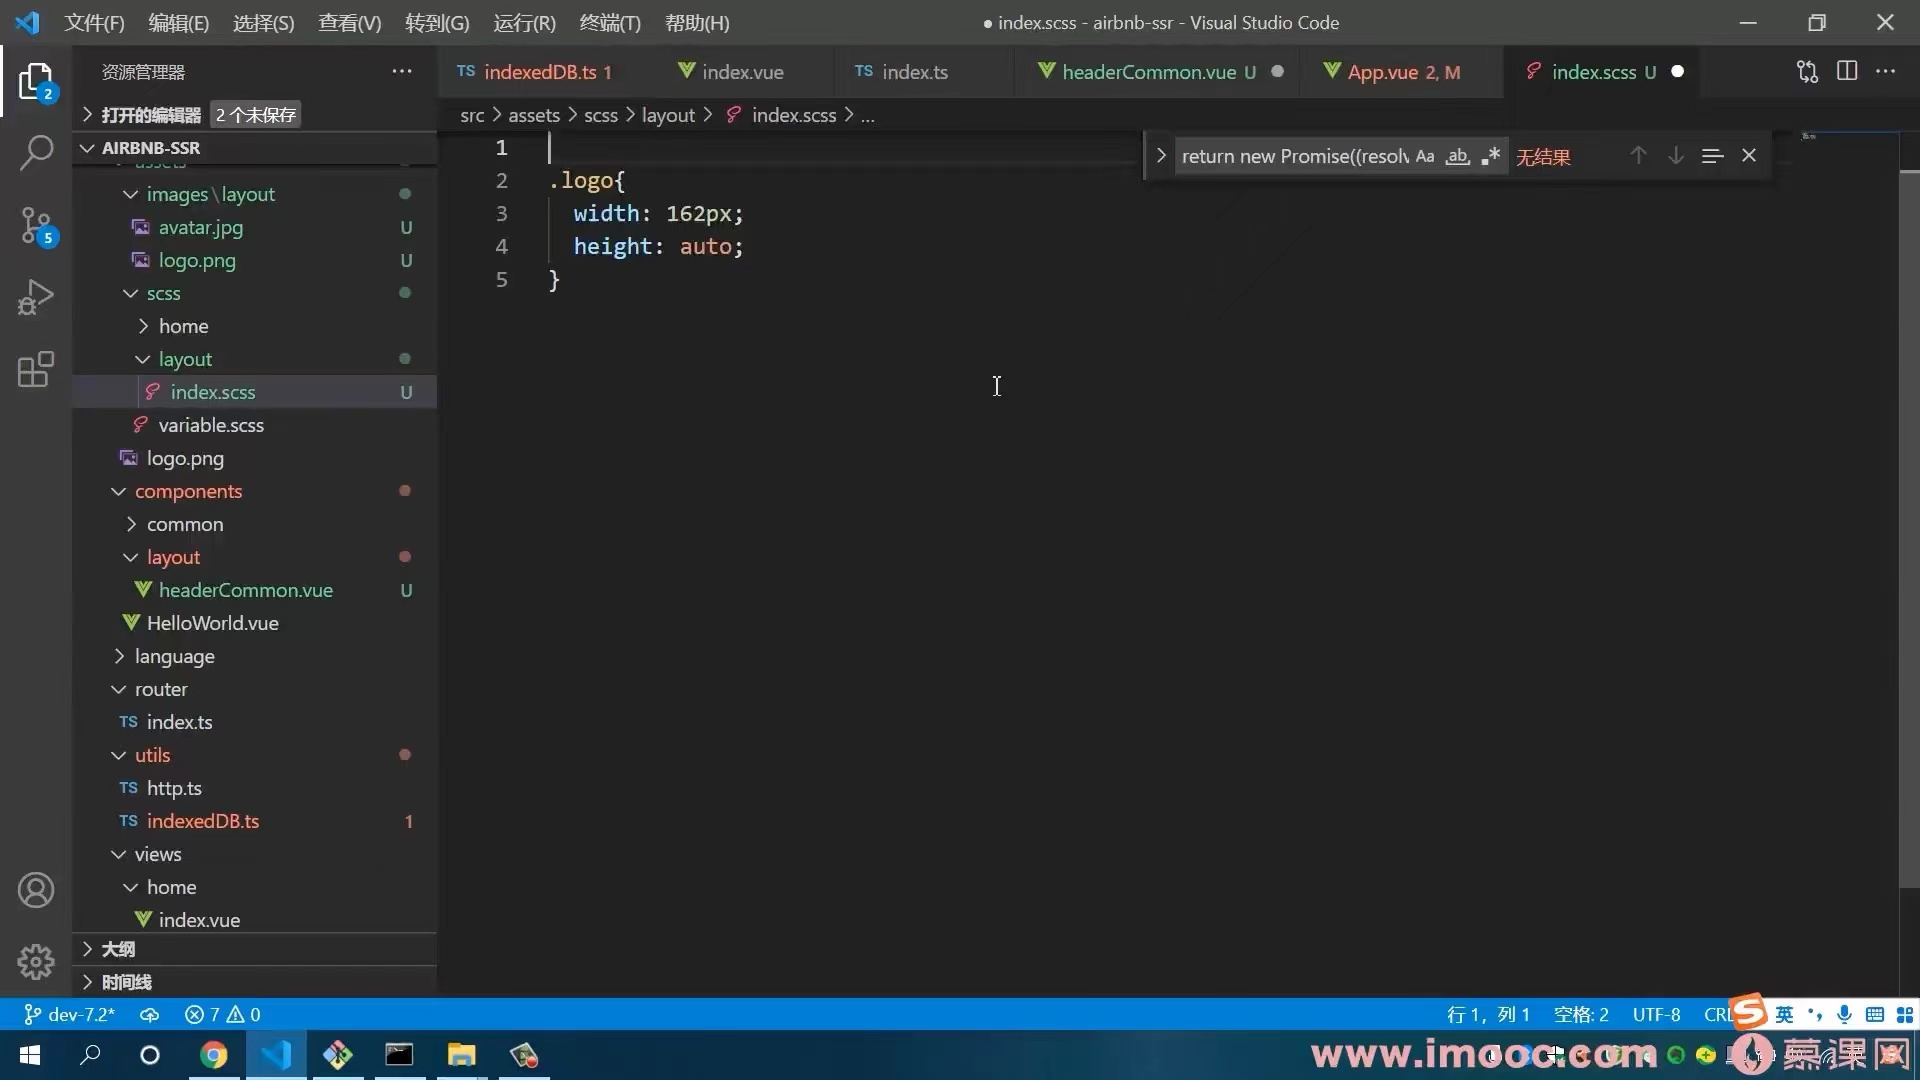 文件(F) 编辑(E) 选择(S) 查看(V) 转到(G) 运行(R) 终端(T) 帮助(H) ● index.scss - airbnb-ssr - Visual Studio Code
资源管理器
TS indexedDB.ts 1 index.vue TS index.ts headerCommon.vue U App.vue 2, M index.scss U
打开的编辑器 2 个未保存
src > assets > scss > layout > index.scss > ...
AIRBNB-SSR
assets
images\layout
avatar.jpg U
logo.png U
scss
home
layout
index.scss U
variable.scss
logo.png
components
common
layout
headerCommon.vue U
HelloWorld.vue
language
router
TS index.ts
utils
TS http.ts
TS indexedDB.ts 1
views
home
index.vue
大纲
时间线
return new Promise((resolv Aa ab 无结果
1
2 .logo{
3 width: 162px;
4 height: auto;
5 }
2
5
dev-7.2* 7 0 行 1，列 1 空格: 2 UTF-8 英
www.imooc.com 慕课网